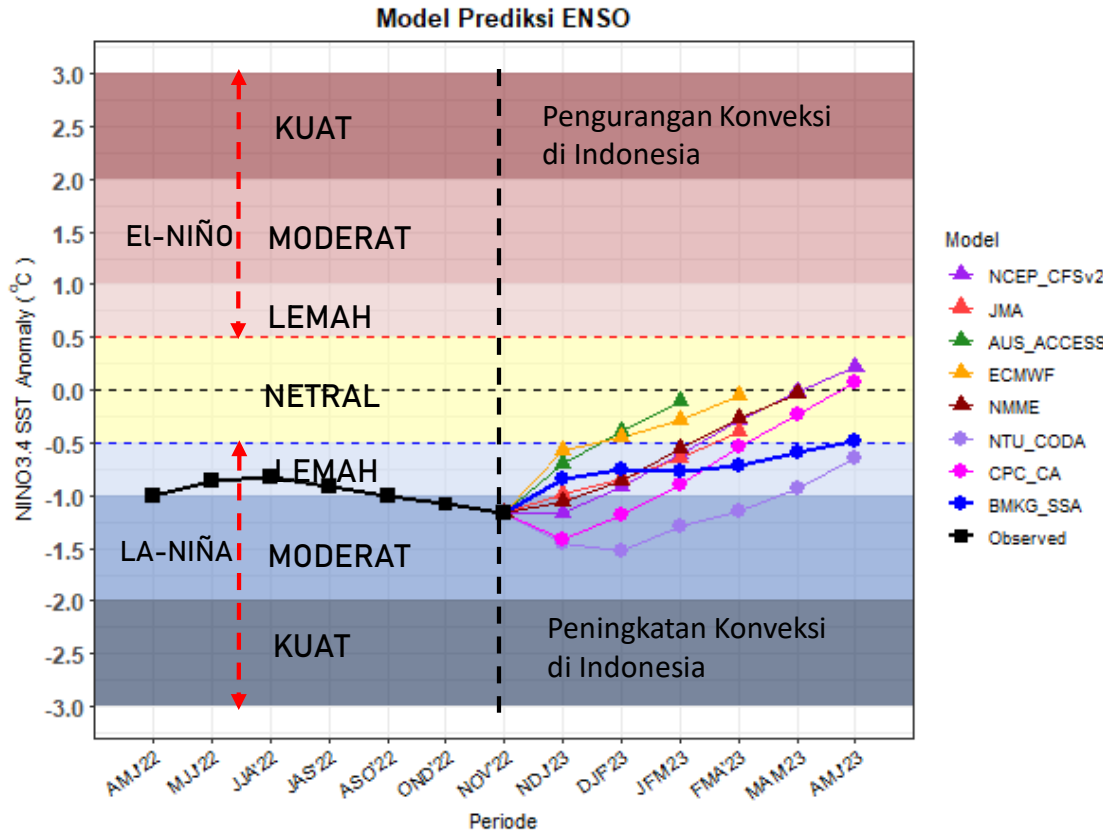 Model Prediksi ENSO
NINO3.4 SST Anomaly (°C)
3.0
2.5
2.0
1.5
1.0
0.5
0.0
-0.5
-1.0
-1.5
-2.0
-2.5
-3.0
KUAT
Pengurangan Konveksi
di Indonesia
El-NIÑO
MODERAT
LEMAH
NETRAL
LEMAH
LA-NIÑA
MODERAT
KUAT
Peningkatan Konveksi
di Indonesia
AMJ'22
MJJ'22
JJA'22
JAS'22
ASO'22
OND'22
NOV'22
NDJ'23
DJF'23
JFM'23
FMA'23
MAM'23
AMJ'23
Periode
Model
NCEP_CFSv2
JMA
AUS_ACCESS
ECMWF
NMME
NTU_CODA
CPC_CA
BMKG_SSA
Observed